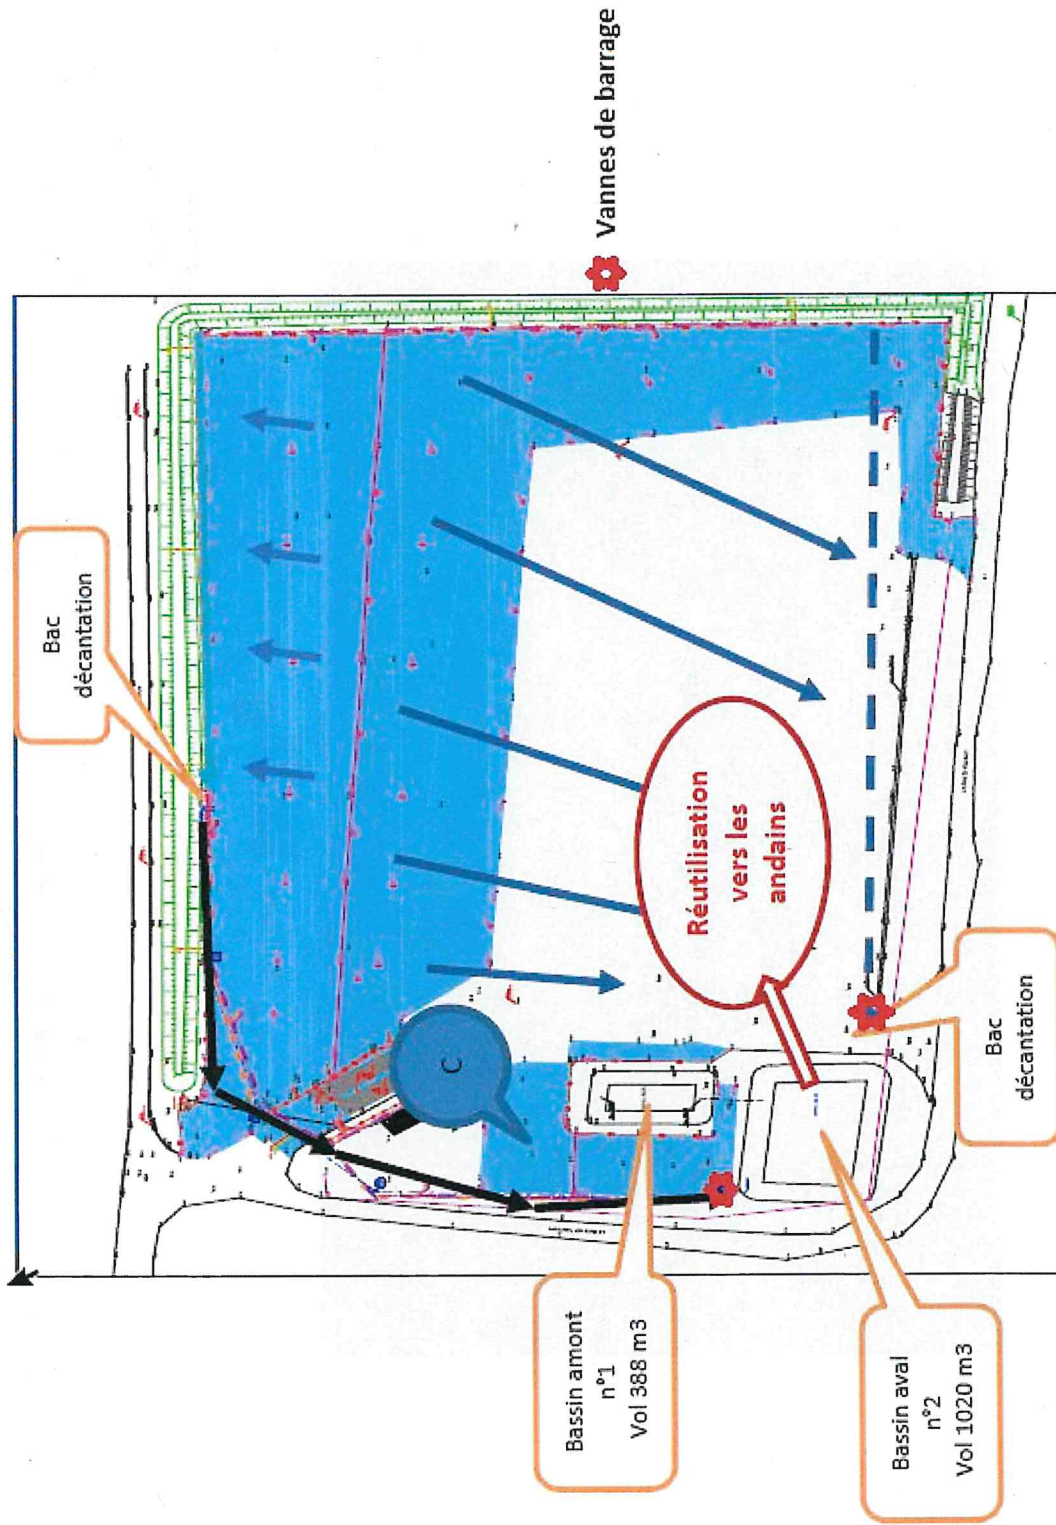 Bac
décantation
Vannes de barrage
C
Réutilisation
vers les
andains
Bassin amont
n°1
Vol 388 m3
Bassin aval
n°2
Vol 1020 m3
Bac
décantation